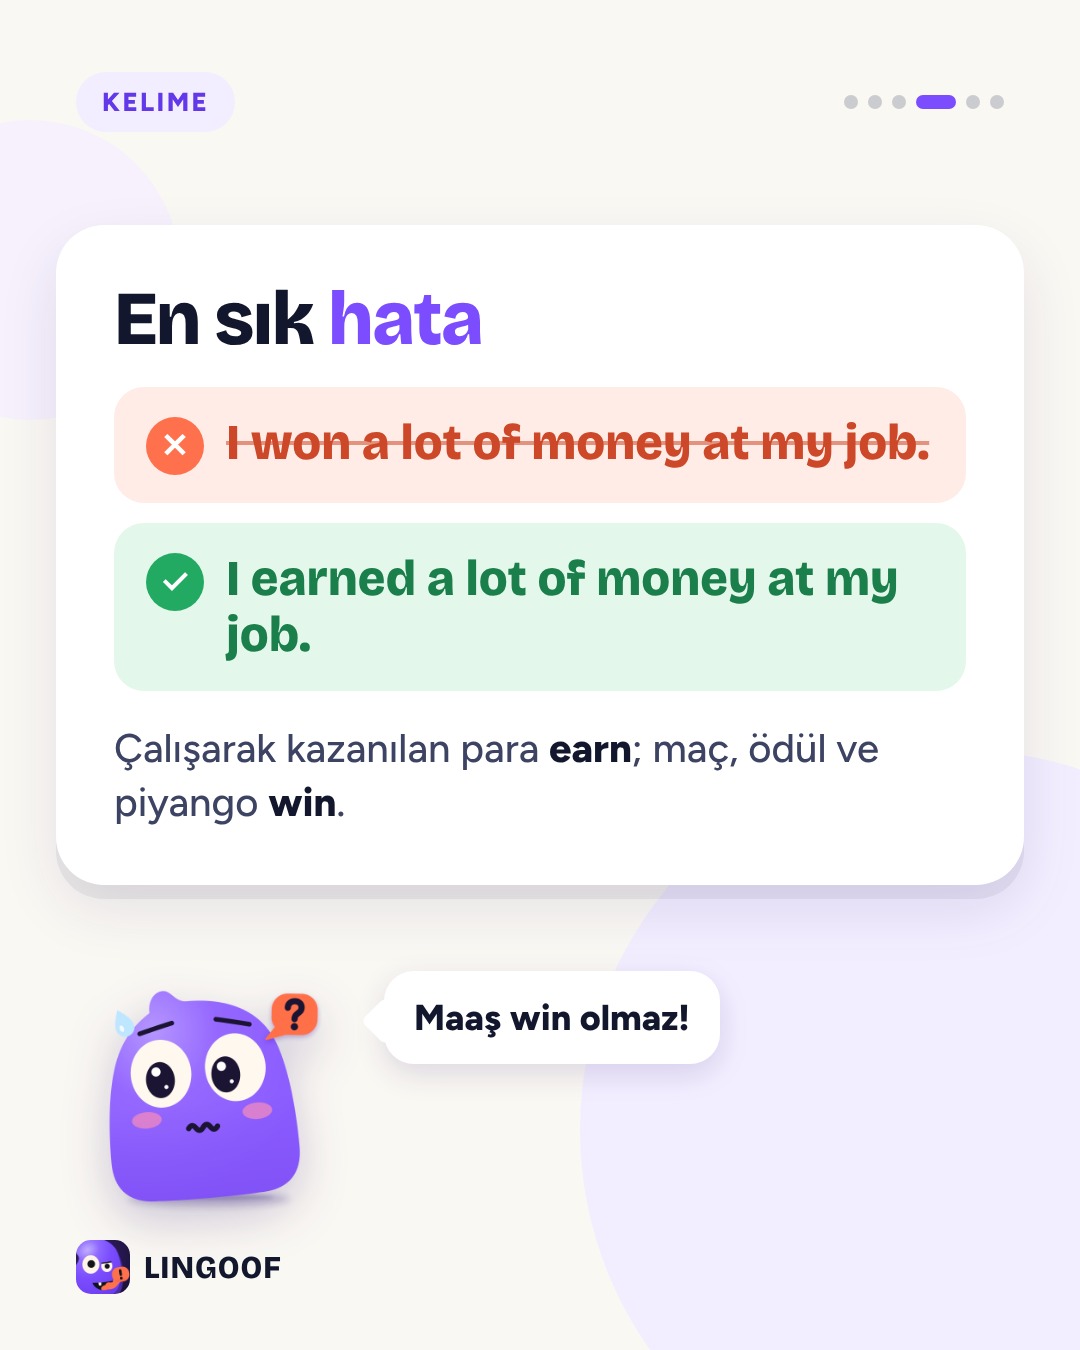 KELIME
En sık hata
I won a lot of money at my job.
I earned a lot of money at my
job.
Çalışarak kazanılan para earn; maç, ödül ve
piyango win.
?
Maaş win olmaz!
LINGOOF